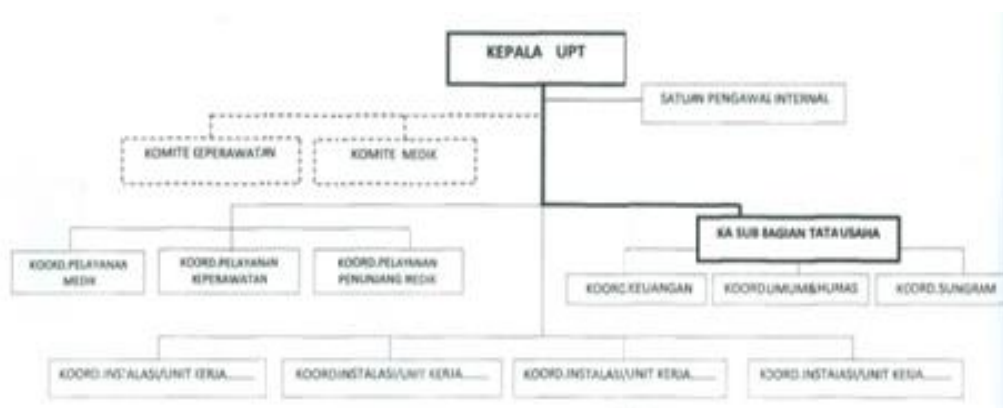 KEPALA UPT
SATUAN PENGAWAS INTERNAL
KOMITE KEPERAWATAN
KOMITE MEDIK
KA SUB BAGIAN TATA USAHA
KOORD.PELAYANAN
MEDIK
KOORD.PELAYANAN
KEPERAWATAN
KOORD.PELAYANAN
PENUNJANG MEDIK
KOORD.KEUANGAN
KOORD.UMUM&HUMAS
KOORD.SUNGRAM
KOORD.INSTALASI/UNIT KERJA........
KOORD.INSTALASI/UNIT KERJA........
KOORD.INSTALASI/UNIT KERJA........
KOORD.INSTALASI/UNIT KERJA........